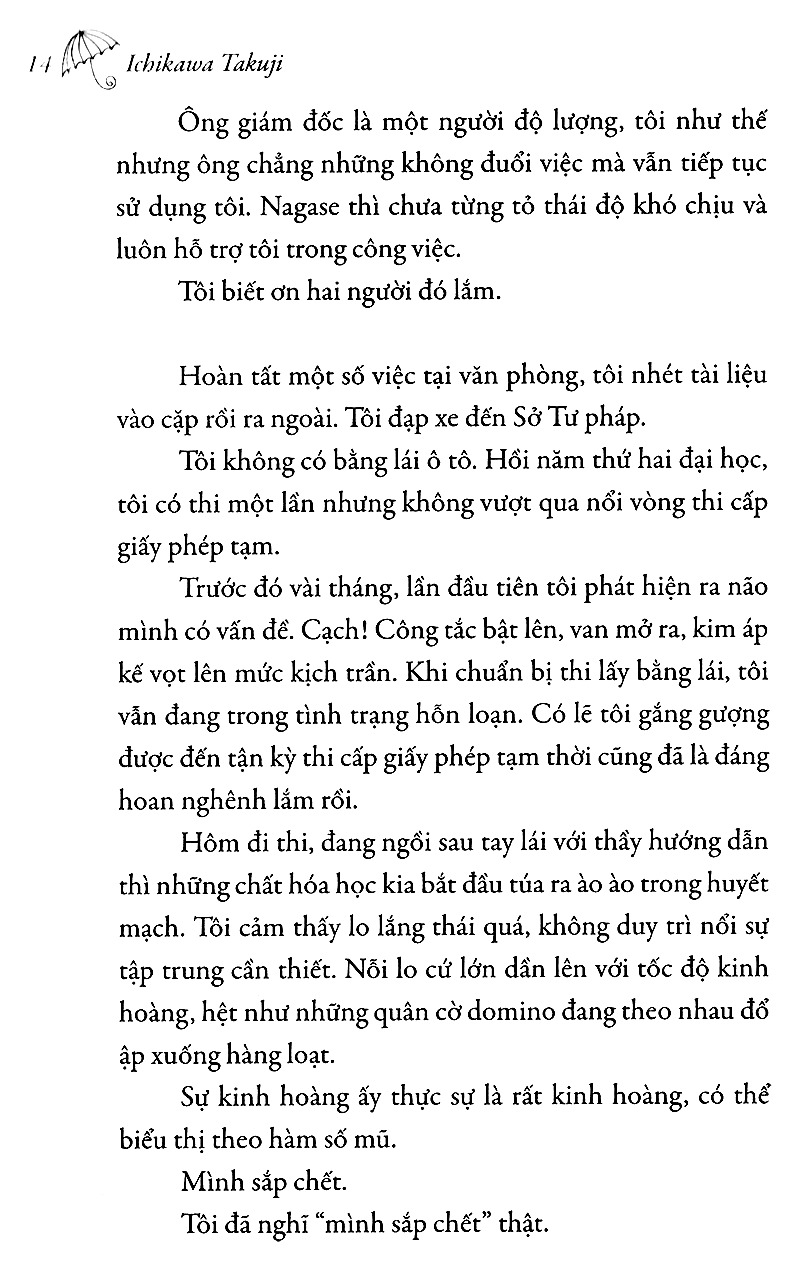 14 Ichikawa Takuji
Ông giám đốc là một người độ lượng, tôi như thế
nhưng ông chẳng những không đuổi việc mà vẫn tiếp tục
sử dụng tôi. Nagase thì chưa từng tỏ thái độ khó chịu và
luôn hỗ trợ tôi trong công việc.
Tôi biết ơn hai người đó lắm.
Hoàn tất một số việc tại văn phòng, tôi nhét tài liệu
vào cặp rồi ra ngoài. Tôi đạp xe đến Sở Tư pháp.
Tôi không có bằng lái ô tô. Hồi năm thứ hai đại học,
tôi có thi một lần nhưng không vượt qua nổi vòng thi cấp
giấy phép tạm.
Trước đó vài tháng, lần đầu tiên tôi phát hiện ra não
mình có vấn đề. Cạch! Công tắc bật lên, van mở ra, kim áp
kế vọt lên mức kịch trần. Khi chuẩn bị thi lấy bằng lái, tôi
vẫn đang trong tình trạng hỗn loạn. Có lẽ tôi gắng gượng
được đến tận kỳ thi cấp giấy phép tạm thời cũng đã là đáng
hoan nghênh lắm rồi.
Hôm đi thi, đang ngồi sau tay lái với thầy hướng dẫn
thì những chất hóa học kia bắt đầu túa ra ào ào trong huyết
mạch. Tôi cảm thấy lo lắng thái quá, không duy trì nổi sự
tập trung cần thiết. Nỗi lo cứ lớn dần lên với tốc độ kinh
hoàng, hệt như những quân cờ domino đang theo nhau đổ
ập xuống hàng loạt.
Sự kinh hoàng ấy thực sự là rất kinh hoàng, có thể
biểu thị theo hàm số mũ.
Mình sắp chết.
Tôi đã nghĩ “mình sắp chết” thật.